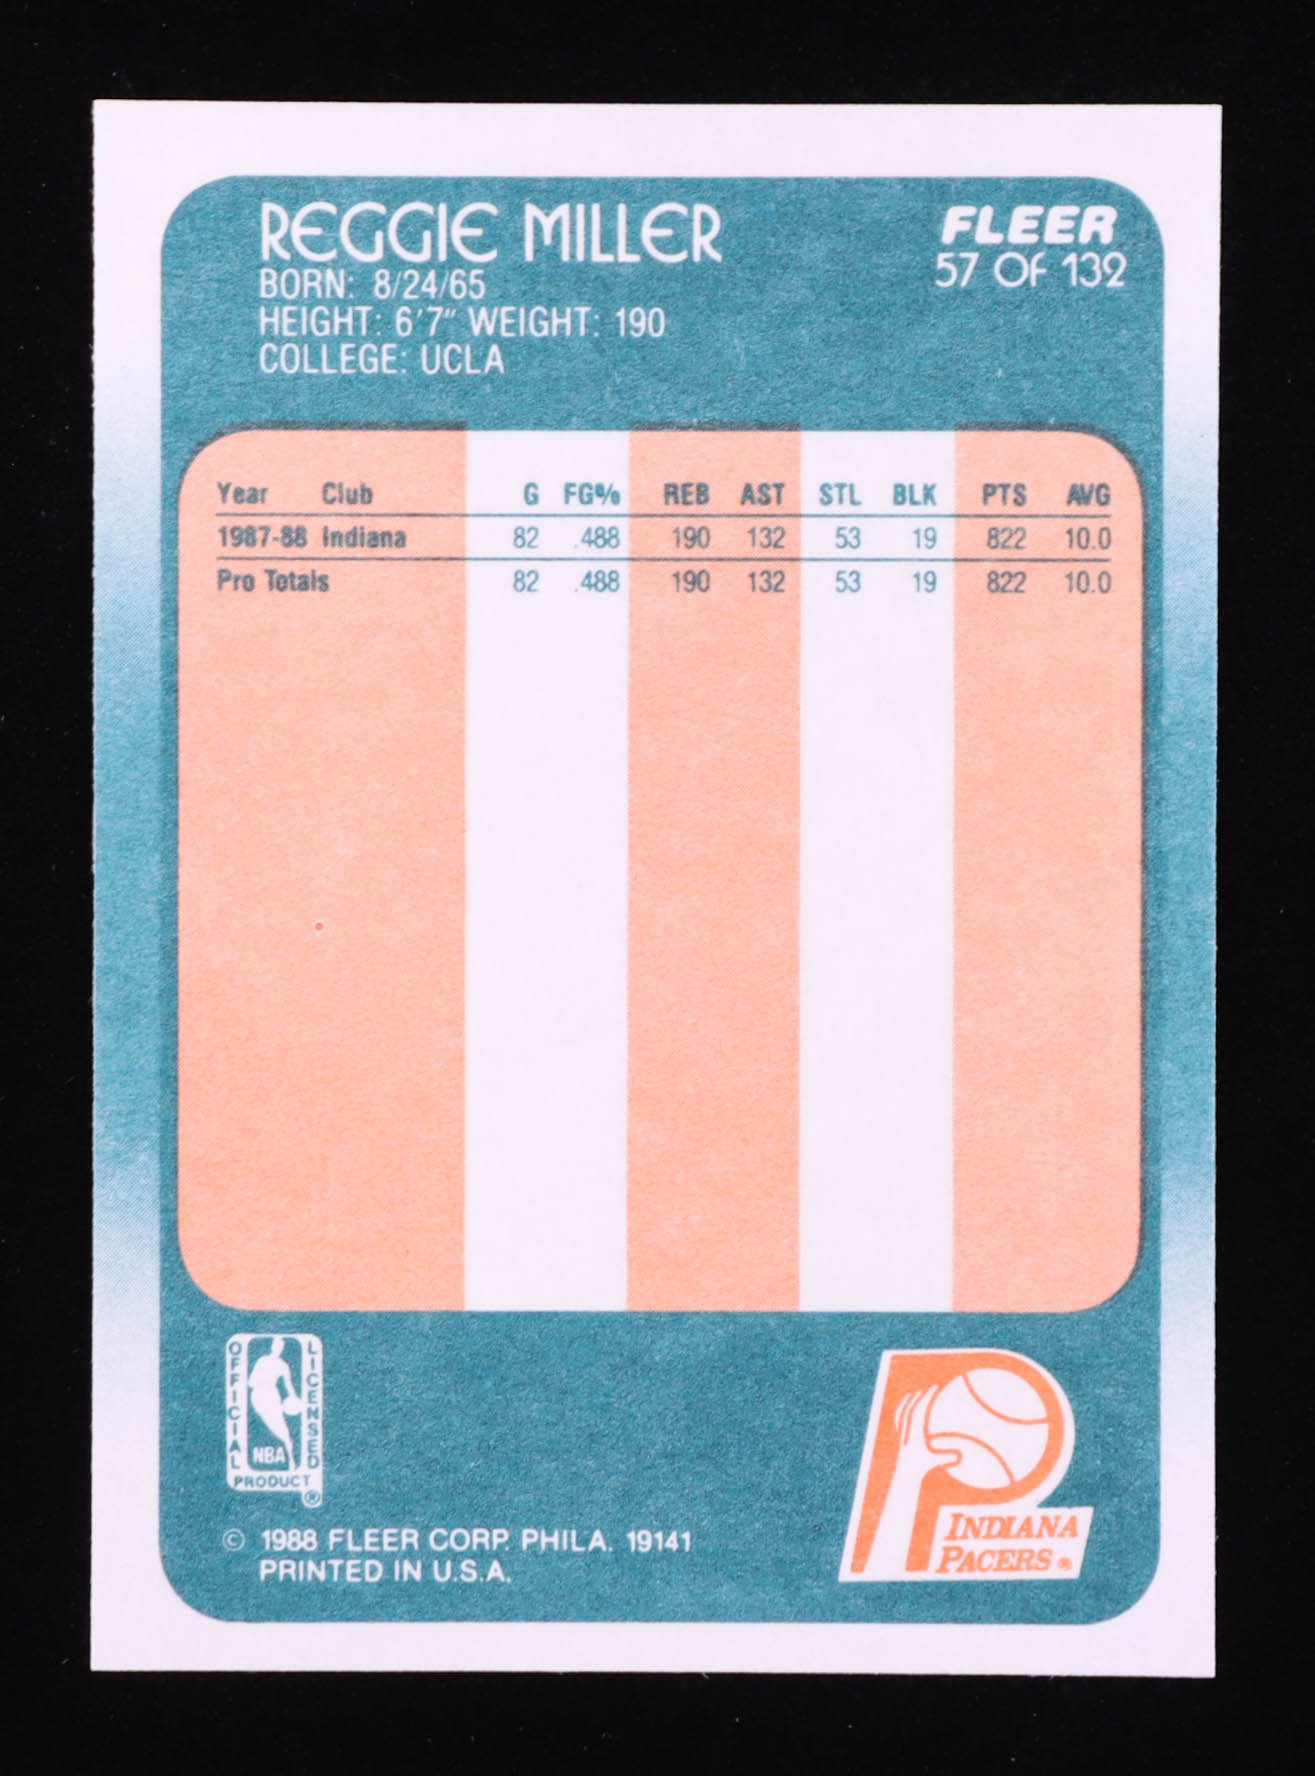 REGGIE MILLER
BORN: 8/24/65
HEIGHT: 6'7" WEIGHT: 190
COLLEGE: UCLA
FLEER
57 OF 132
Year Club G FG% REB AST STL BLK PTS AVG
1987-88 Indiana 82 .488 190 132 53 19 822 10.0
Pro Totals 82 .488 190 132 53 19 822 10.0
OFFICIAL
LICENSED
NBA
PRODUCT
®
© 1988 FLEER CORP. PHILA. 19141
PRINTED IN U.S.A.
INDIANA
PACERS ®